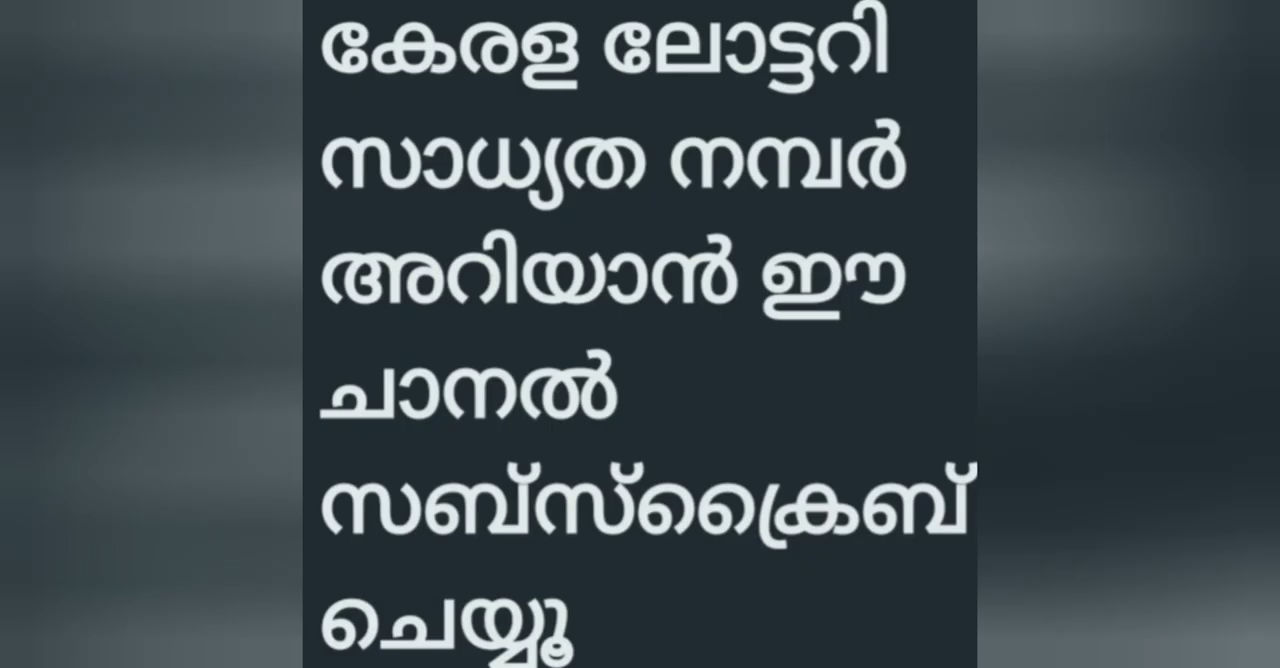 കേരള ലോട്ടറി
സാധ്യത നമ്പർ
അറിയാൻ ഈ
ചാനൽ
സബ്സ്ക്രൈബ്
ചെയ്യൂ